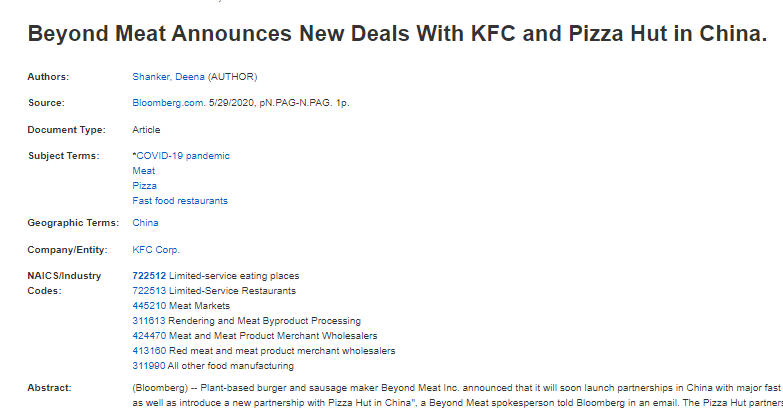 Beyond Meat Announces New Deals With KFC and Pizza Hut in China.
Authors: Shanker, Deena (AUTHOR)
Source: Bloomberg.com. 5/29/2020, pN.PAG-N.PAG. 1p.
Document Type: Article
Subject Terms: *COVID-19 pandemic
Meat
Pizza
Fast food restaurants
Geographic Terms: China
Company/Entity: KFC Corp.
NAICS/Industry 722512 Limited-service eating places
Codes: 722513 Limited-Service Restaurants
445210 Meat Markets
311613 Rendering and Meat Byproduct Processing
424470 Meat and Meat Product Merchant Wholesalers
413160 Red meat and meat product merchant wholesalers
311990 All other food manufacturing
Abstract: (Bloomberg) -- Plant-based burger and sausage maker Beyond Meat Inc. announced that it will soon launch partnerships in China with major fast
as well as introduce a new partnership with Pizza Hut in China", a Beyond Meat spokesperson told Bloomberg in an email. The Pizza Hut partners